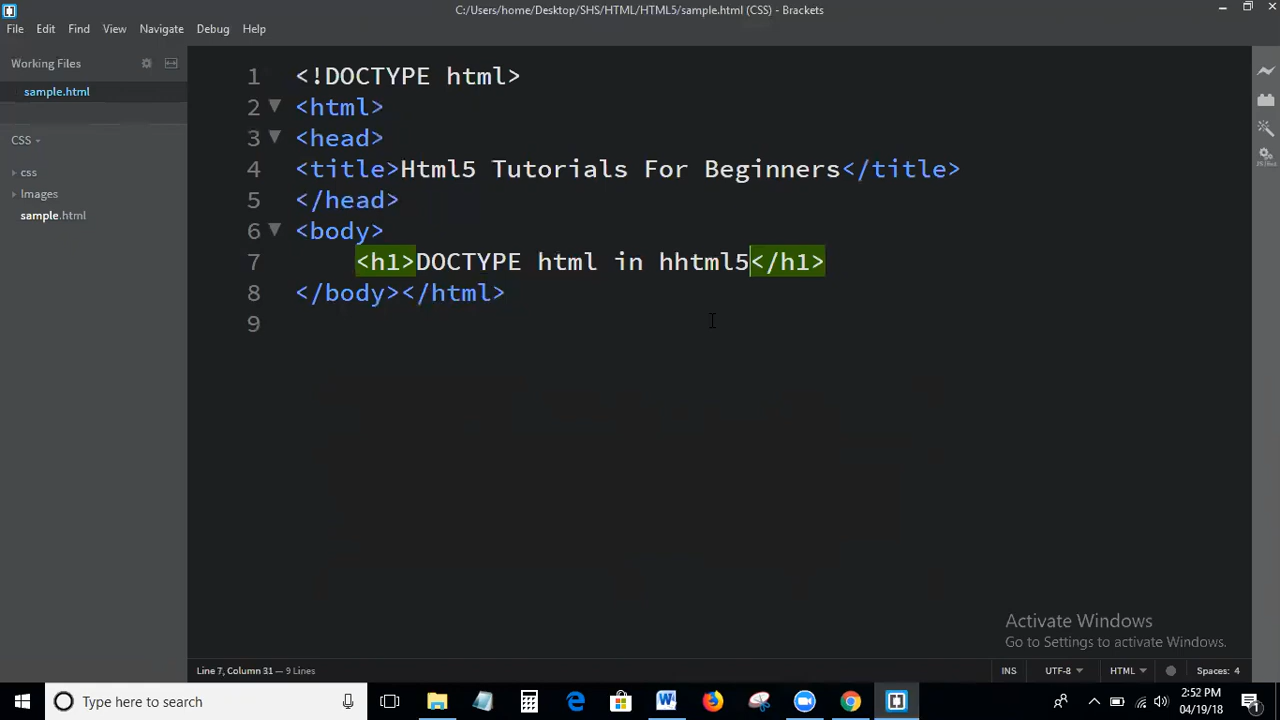 C:/Users/home/Desktop/SHS/HTML/HTML5/sample.html (CSS) - Brackets
File Edit Find View Navigate Debug Help
Working Files
sample.html
CSS
css
Images
sample.html
1 <!DOCTYPE html>
2 <html>
3 <head>
4 <title>Html5 Tutorials For Beginners</title>
5 </head>
6 <body>
7 <h1>DOCTYPE html in hhtml5</h1>
8 </body></html>
9
Activate Windows
Go to Settings to activate Windows.
Line 7, Column 31 — 9 Lines INS UTF-8 HTML Spaces: 4
Type here to search
2:52 PM
04/19/18
1